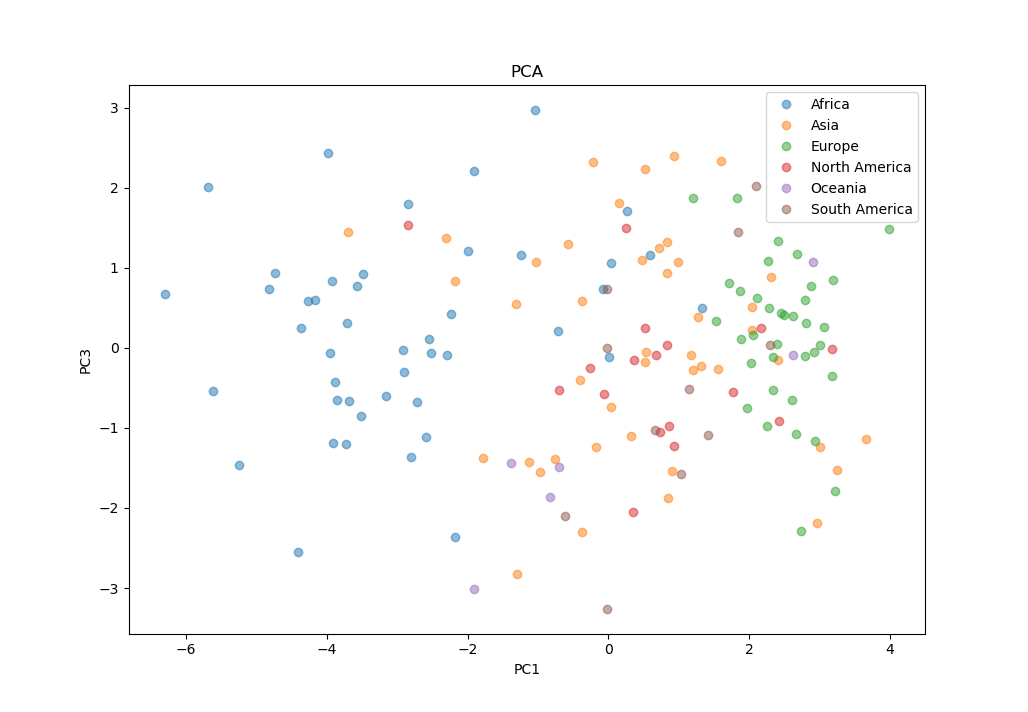 PCA
3
2
1
0
−1
−2
−3
PC3
Africa
Asia
Europe
North America
Oceania
South America
−6
−4
−2
0
2
4
PC1